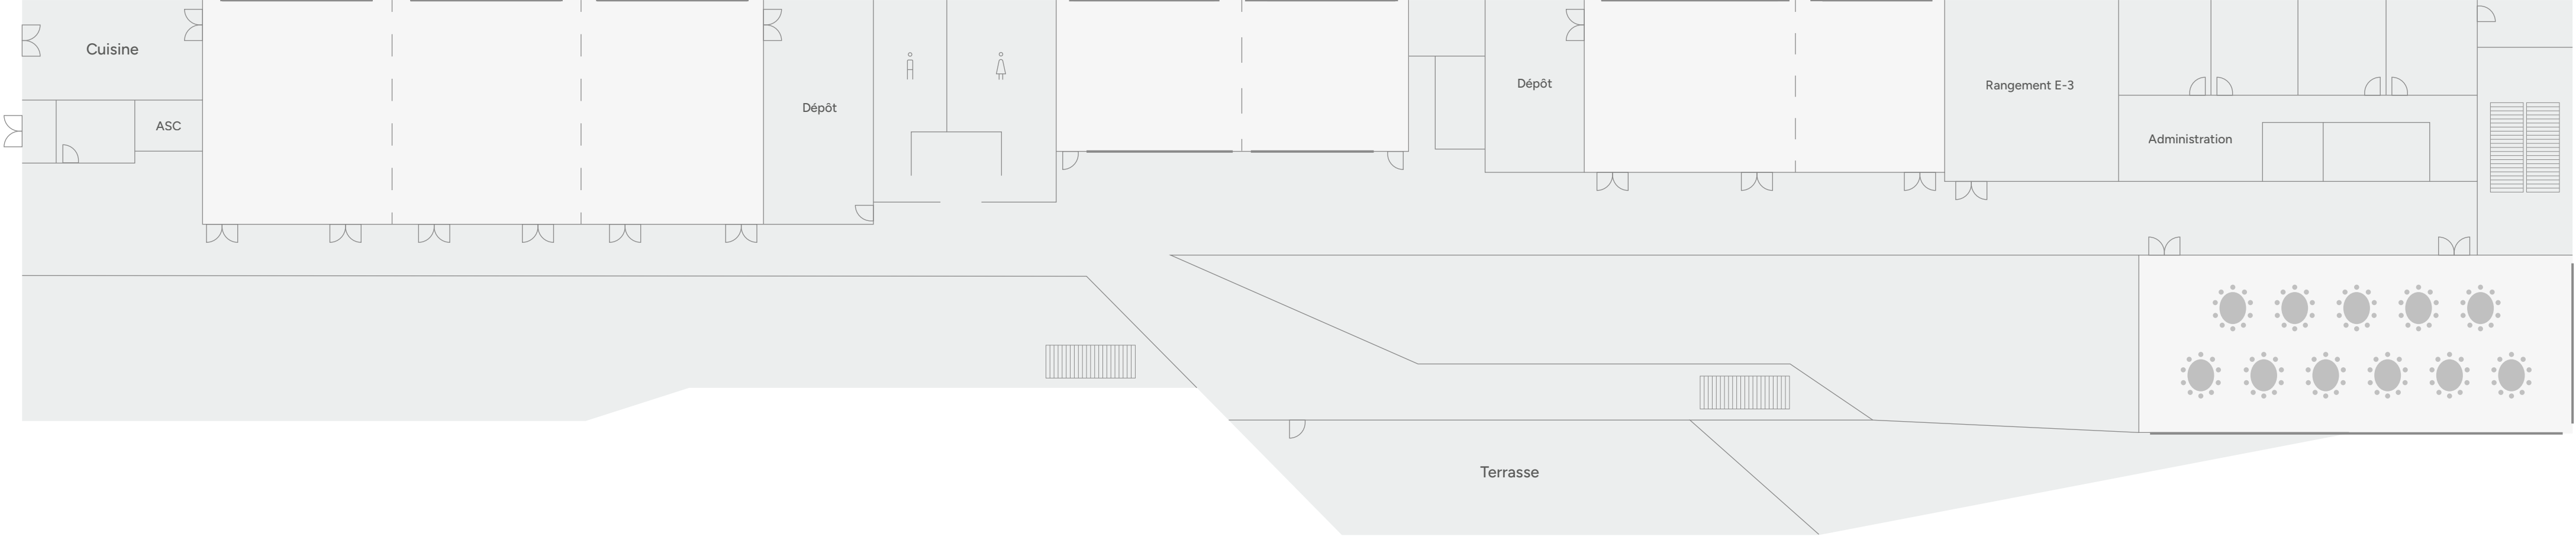 Cuisine
ASC
Dépôt
Dépôt
Rangement E-3
Administration
Terrasse